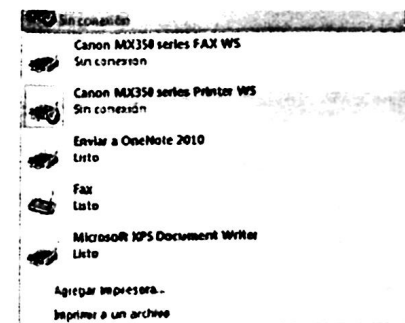 Sin conexión
Canon MX350 series FAX WS
Sin conexión
Canon MX350 series Printer WS
Sin conexión
Enviar a OneNote 2010
Listo
Fax
Listo
Microsoft XPS Document Writer
Listo
Agregar impresora...
Imprimir a un archivo